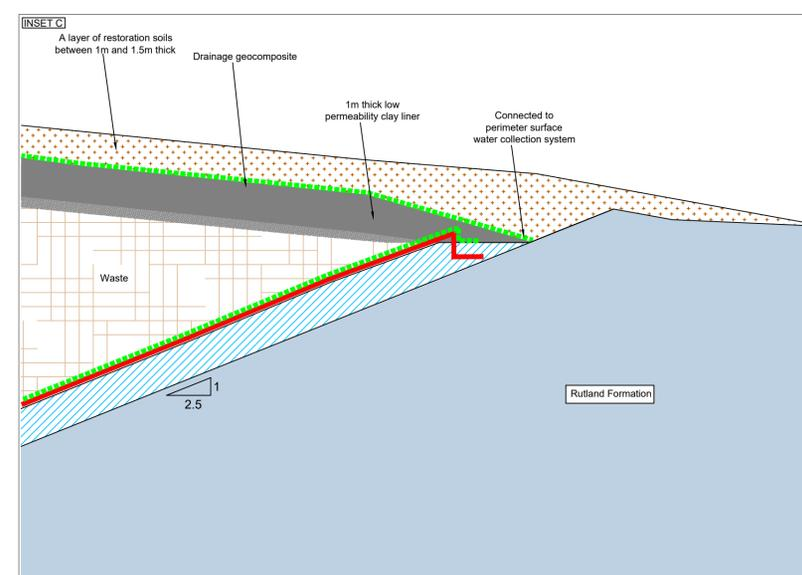 INSET C
A layer of restoration soils
between 1m and 1.5m thick
Drainage geocomposite
1m thick low
permeability clay liner
Connected to
perimeter surface
water collection system
Waste
1
2.5
Rutland Formation